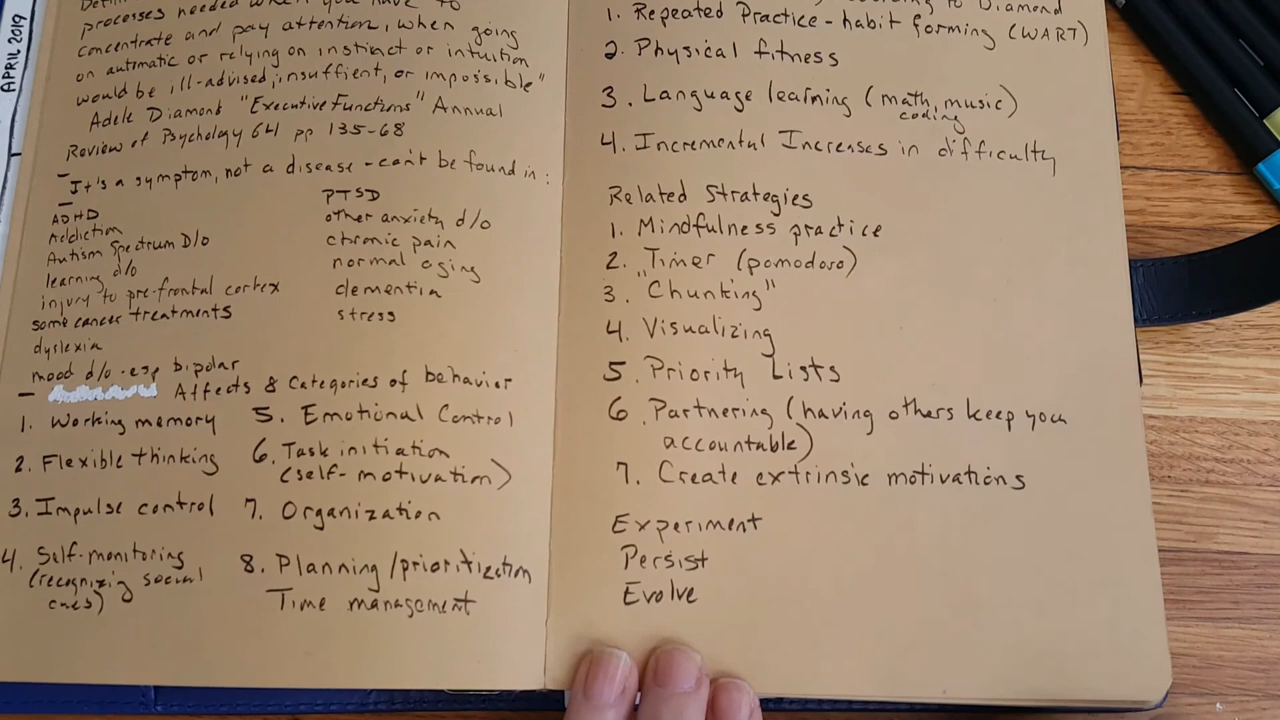 APRIL 2019
processes needed when you have to
concentrate and pay attention, when going
on automatic or relying on instinct or intuition
would be ill-advised, insufficient, or impossible"
Adele Diamond "Executive Functions" Annual
Review of Psychology 64 pp 135-68
- It's a symptom, not a disease - can't be found in :
-
ADHD
Addiction
Autism Spectrum D/o
learning d/o
injury to pre-frontal cortex
some cancer treatments
dyslexia
mood d/o - esp bipolar
PTSD
other anxiety d/o
chronic pain
normal aging
dementia
stress
- Affects 8 Categories of behavior
1. Working memory
2. Flexible thinking
3. Impulse control
4. Self-monitoring
(recognizing social
cues)
5. Emotional Control
6. Task initiation
(self-motivation)
7. Organization
8. Planning/prioritization
Time management
to Diamond
1. Repeated Practice - habit forming (WART)
2. Physical fitness
3. Language learning (math, music)
coding
4. Incremental Increases in difficulty
Related Strategies
1. Mindfulness practice
2. Timer (pomodoro)
3. "Chunking"
4. Visualizing
5. Priority Lists
6. Partnering (having others keep you
accountable)
7. Create extrinsic motivations
Experiment
Persist
Evolve